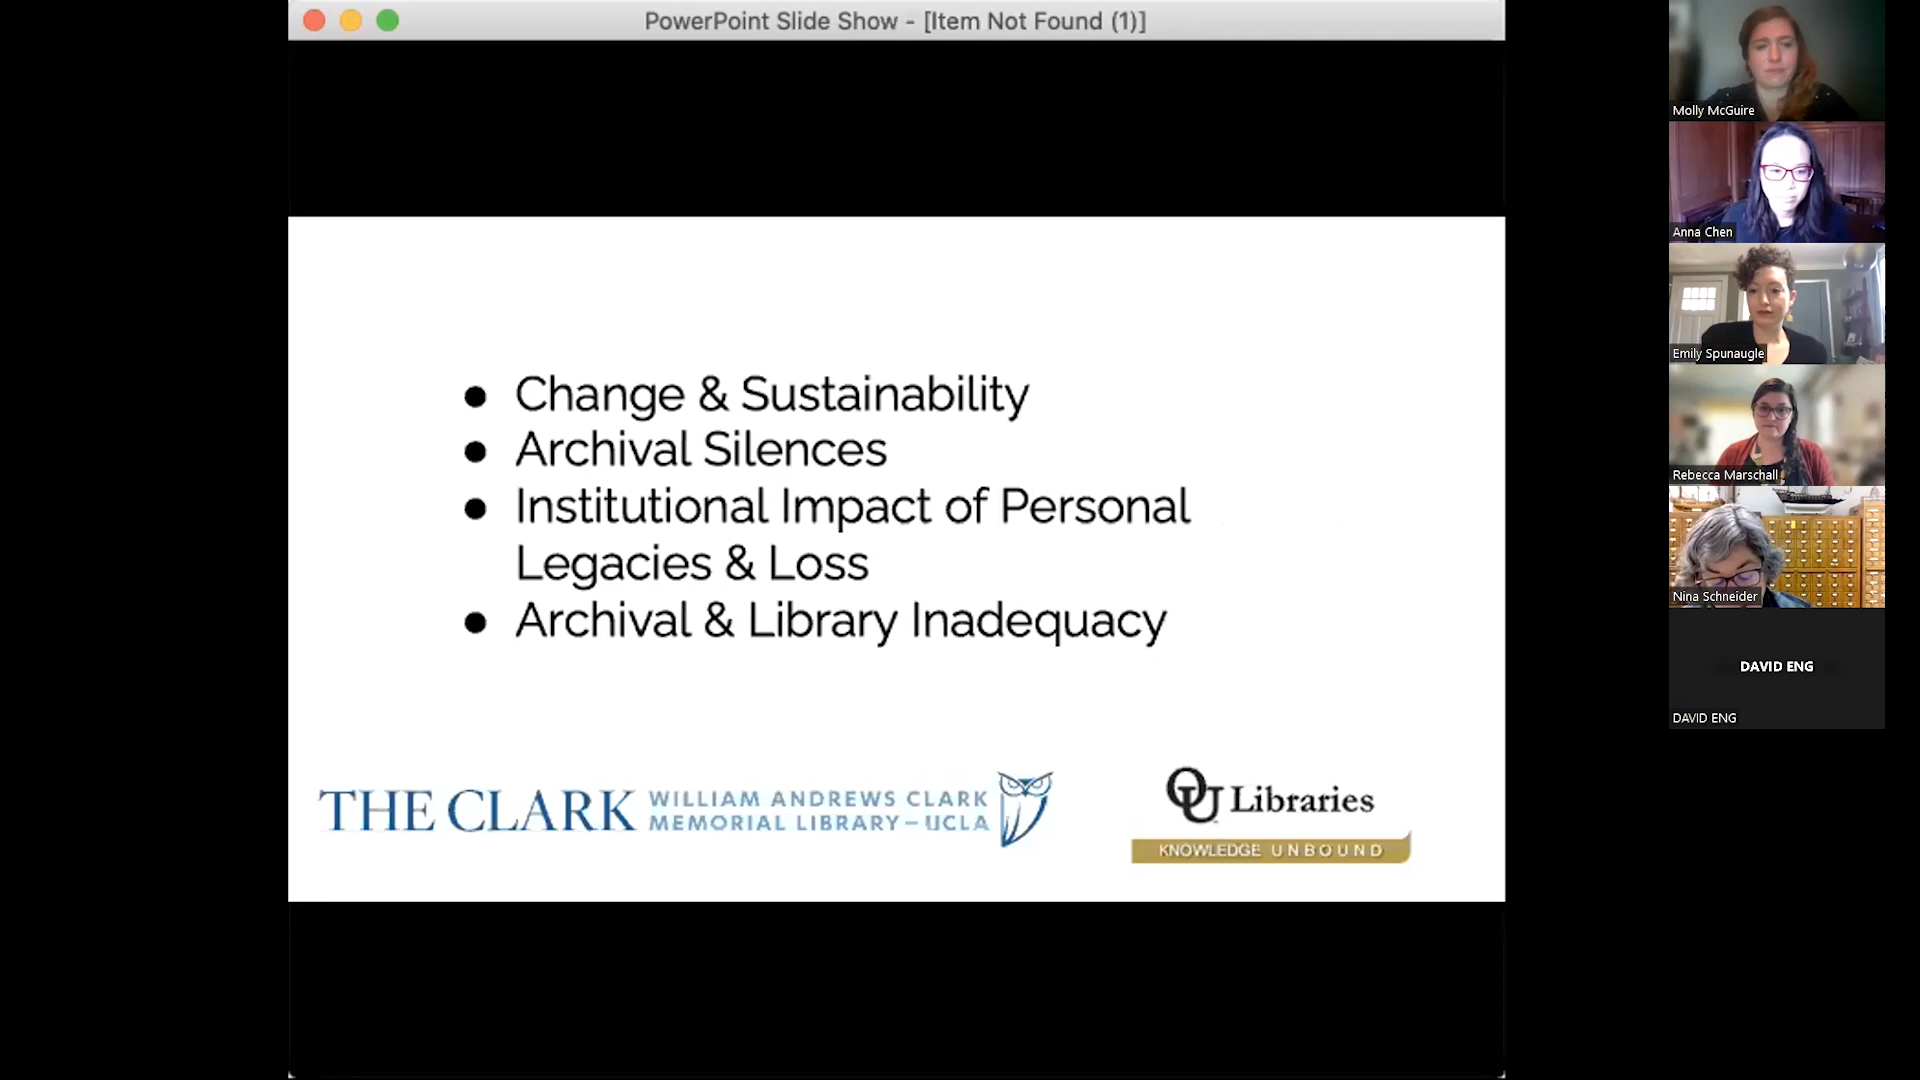 PowerPoint Slide Show - [Item Not Found (1)]
● Change & Sustainability
● Archival Silences
● Institutional Impact of Personal
Legacies & Loss
● Archival & Library Inadequacy
THE CLARK
WILLIAM ANDREWS CLARK
MEMORIAL LIBRARY – UCLA
OU Libraries
KNOWLEDGE UNBOUND
Molly McGuire
Anna Chen
Emily Spunaugle
Rebecca Marschall
Nina Schneider
DAVID ENG
DAVID ENG